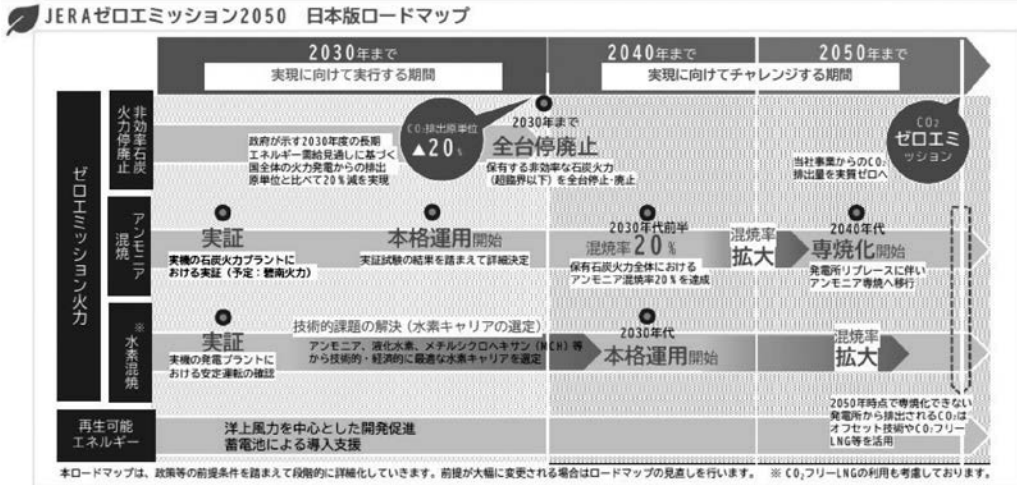 JERAゼロエミッション2050 日本版ロードマップ
2030年まで
実現に向けて実行する期間
2040年まで
2050年まで
実現に向けてチャレンジする期間
ゼロエミッション火力
非効率石炭
火力停廃止
政府が示す2030年度の長期
エネルギー需給見通しに基づく
国全体の火力発電からの排出
原単位と比べて20%減を実現
CO₂排出原単位
▲20%
2030年まで
全台停廃止
保有する非効率な石炭火力
(超臨界以下)を全台停止・廃止
当社事業からのCO₂
排出量を実質ゼロへ
CO₂
ゼロエミ
ッション
アンモニア
混焼
実証
実機の石炭火力プラントに
おける実証(予定:碧南火力)
本格運用開始
実証試験の結果を踏まえて詳細決定
2030年代前半
混焼率20%
保有石炭火力全体における
アンモニア混焼率20%を達成
混焼率
拡大
2040年代
専焼化開始
発電所リプレースに伴い
アンモニア専焼へ移行
※
水素混焼
実証
実機の発電プラントに
おける安定運転の確認
技術的課題の解決(水素キャリアの選定)
アンモニア、液化水素、メチルシクロヘキサン(MCH)等
から技術的・経済的に最適な水素キャリアを選定
2030年代
本格運用開始
混焼率
拡大
2050年時点で専焼化できない
発電所から排出されるCO₂は
オフセット技術やCO₂フリー
LNG等を活用
再生可能
エネルギー
洋上風力を中心とした開発促進
蓄電池による導入支援
本ロードマップは、政策等の前提条件を踏まえて段階的に詳細化していきます。前提が大幅に変更される場合はロードマップの見直しを行います。 ※ CO₂フリーLNGの利用も考慮しております。